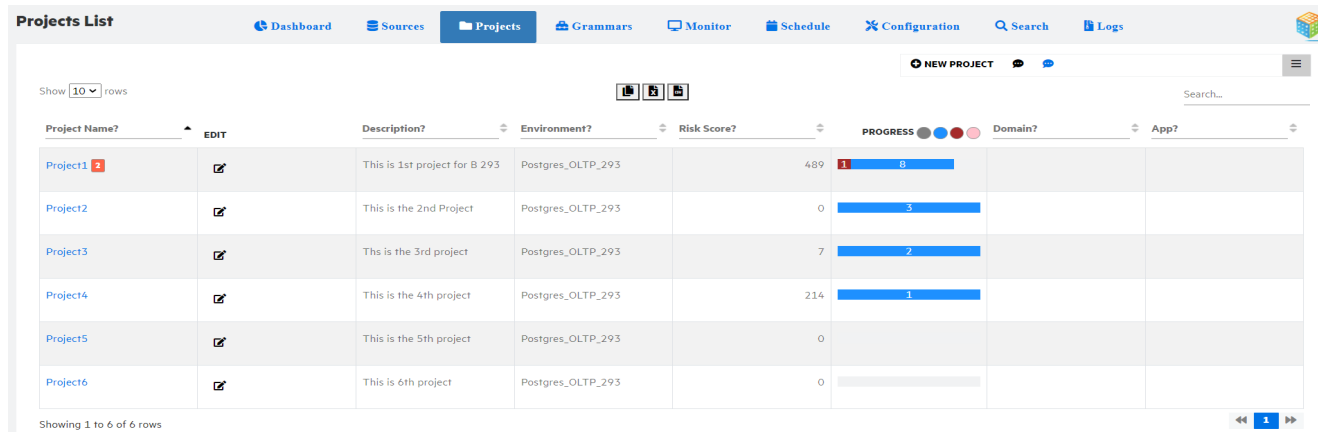 Projects List
Dashboard Sources Projects Grammars Monitor Schedule Configuration Search Logs
NEW PROJECT
Show 10 rows
Search...
Project Name? EDIT Description? Environment? Risk Score? PROGRESS Domain? App?
Project1 2 This is 1st project for B 293 Postgres_OLTP_293 489 1 8
Project2 This is the 2nd Project Postgres_OLTP_293 0 3
Project3 Ths is the 3rd project Postgres_OLTP_293 7 2
Project4 This is the 4th project Postgres_OLTP_293 214 1
Project5 This is the 5th project Postgres_OLTP_293 0
Project6 This is 6th project Postgres_OLTP_293 0
Showing 1 to 6 of 6 rows
1